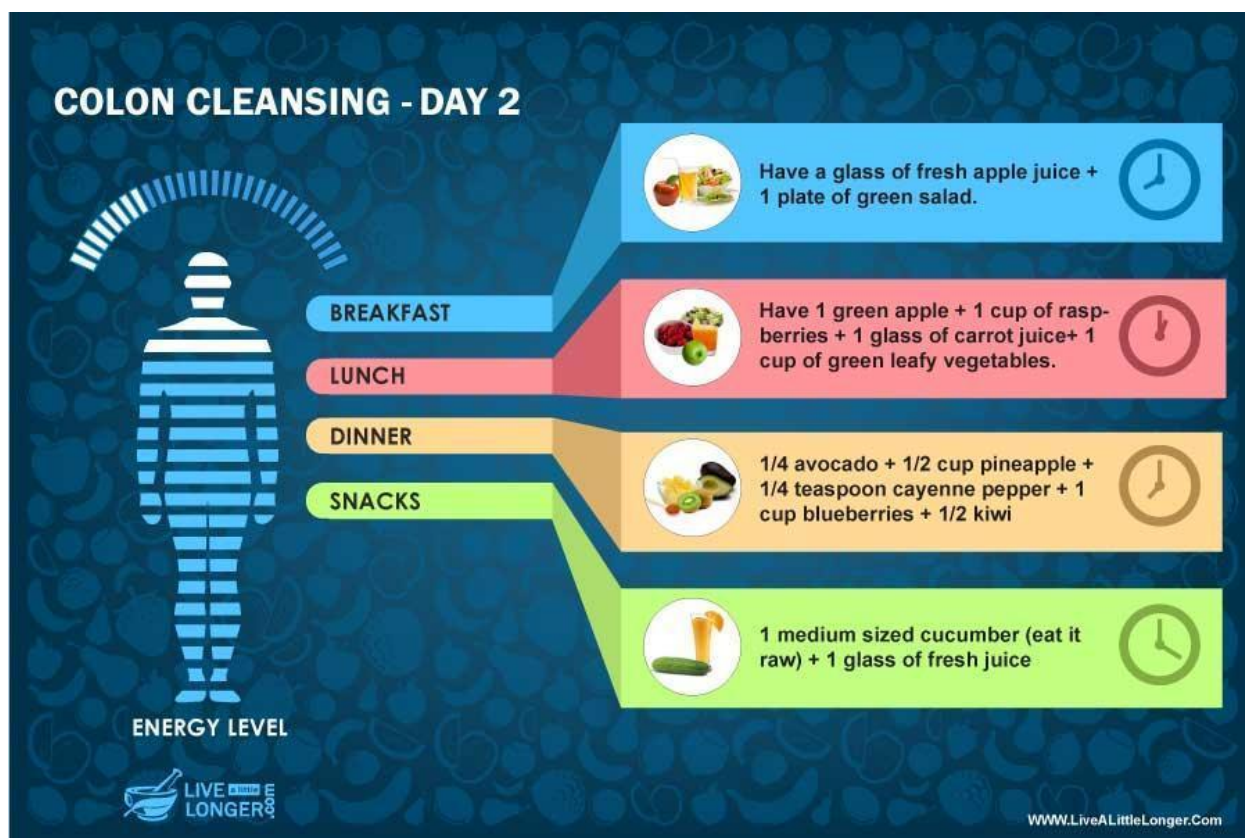 COLON CLEANSING - DAY 2
Have a glass of fresh apple juice +
1 plate of green salad.
BREAKFAST
Have 1 green apple + 1 cup of rasp-
berries + 1 glass of carrot juice+ 1
cup of green leafy vegetables.
LUNCH
DINNER
1/4 avocado + 1/2 cup pineapple +
1/4 teaspoon cayenne pepper + 1
cup blueberries + 1/2 kiwi
SNACKS
1 medium sized cucumber (eat it
raw) + 1 glass of fresh juice
ENERGY LEVEL
LIVE a little
LONGER.com
WWW.LiveALittleLonger.Com